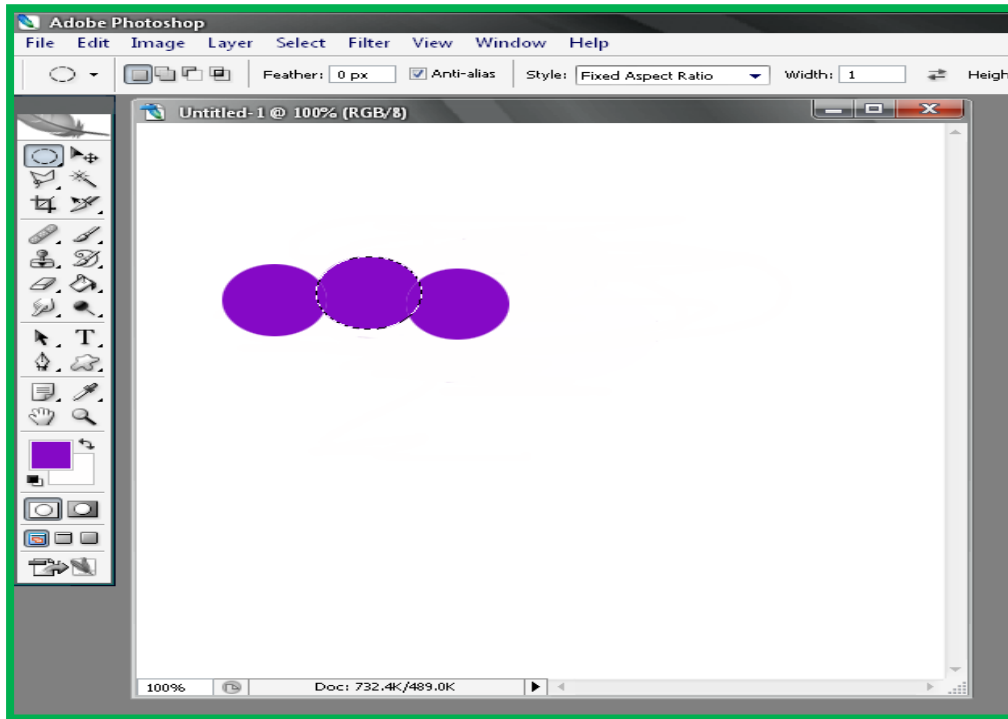 Adobe Photoshop
File Edit Image Layer Select Filter View Window Help
Feather: 0 px Anti-alias Style: Fixed Aspect Ratio Width: 1 Heigh
Untitled-1 @ 100% (RGB/8)
T
100% Doc: 732.4K/489.0K